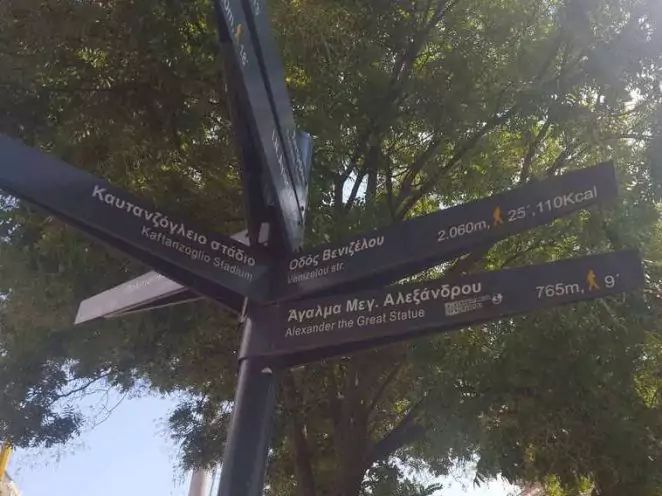 Καυτανζόγλειο στάδιο
Kaftanzoglio Stadium
Οδός Βενιζέλου
Venizelou str.
2.060m, 25΄, 110Kcal
Άγαλμα Μεγ. Αλεξάνδρου
Alexander the Great Statue
765m, 9΄